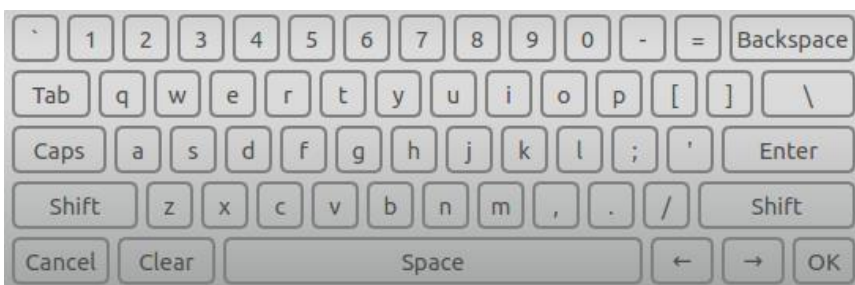 ` 1 2 3 4 5 6 7 8 9 0 - = Backspace
Tab q w e r t y u i o p [ ] \
Caps a s d f g h j k l ; ' Enter
Shift z x c v b n m , . / Shift
Cancel Clear Space ← → OK